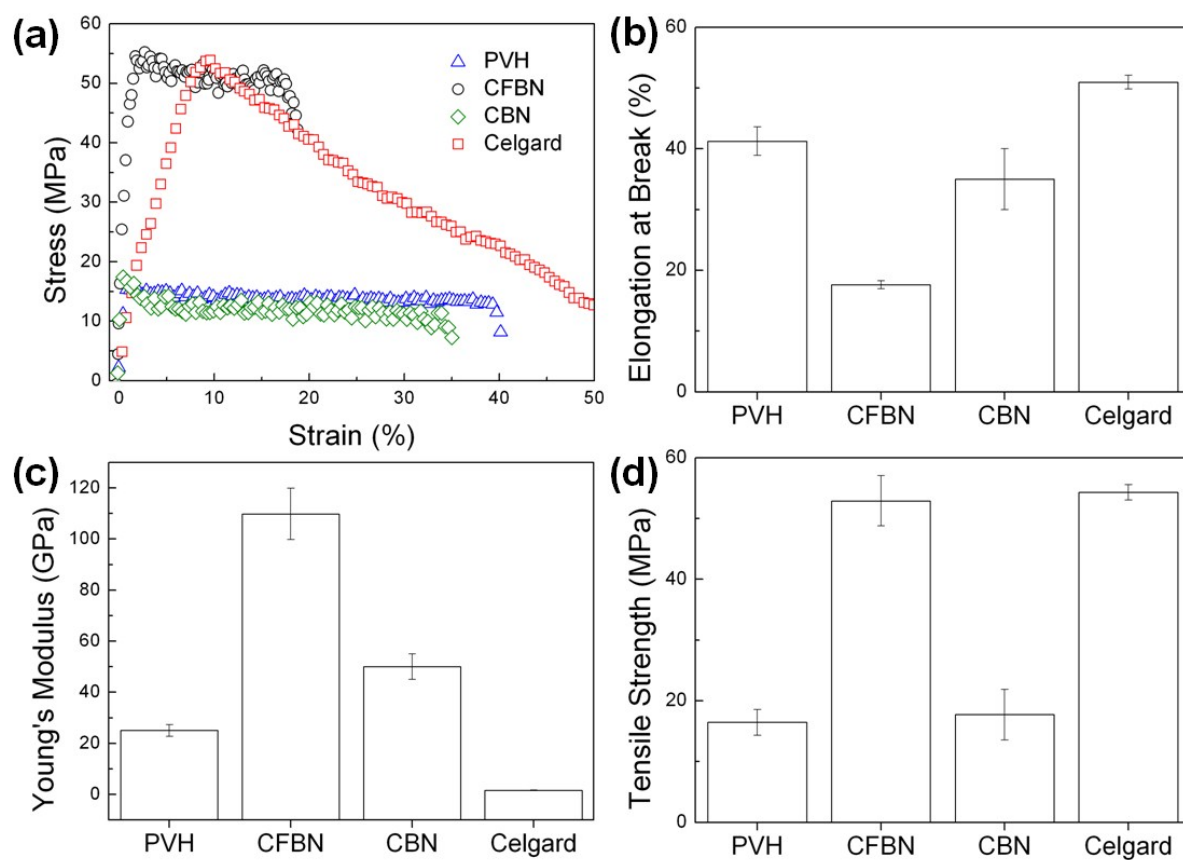 (a)
60
50
40
30
20
10
0
Stress (MPa)
PVH
CFBN
CBN
Celgard
0 10 20 30 40 50
Strain (%)
(b)
60
40
20
0
Elongation at Break (%)
PVH CFBN CBN Celgard
(c)
120
100
80
60
40
20
0
Young's Modulus (GPa)
PVH CFBN CBN Celgard
(d)
60
40
20
0
Tensile Strength (MPa)
PVH CFBN CBN Celgard